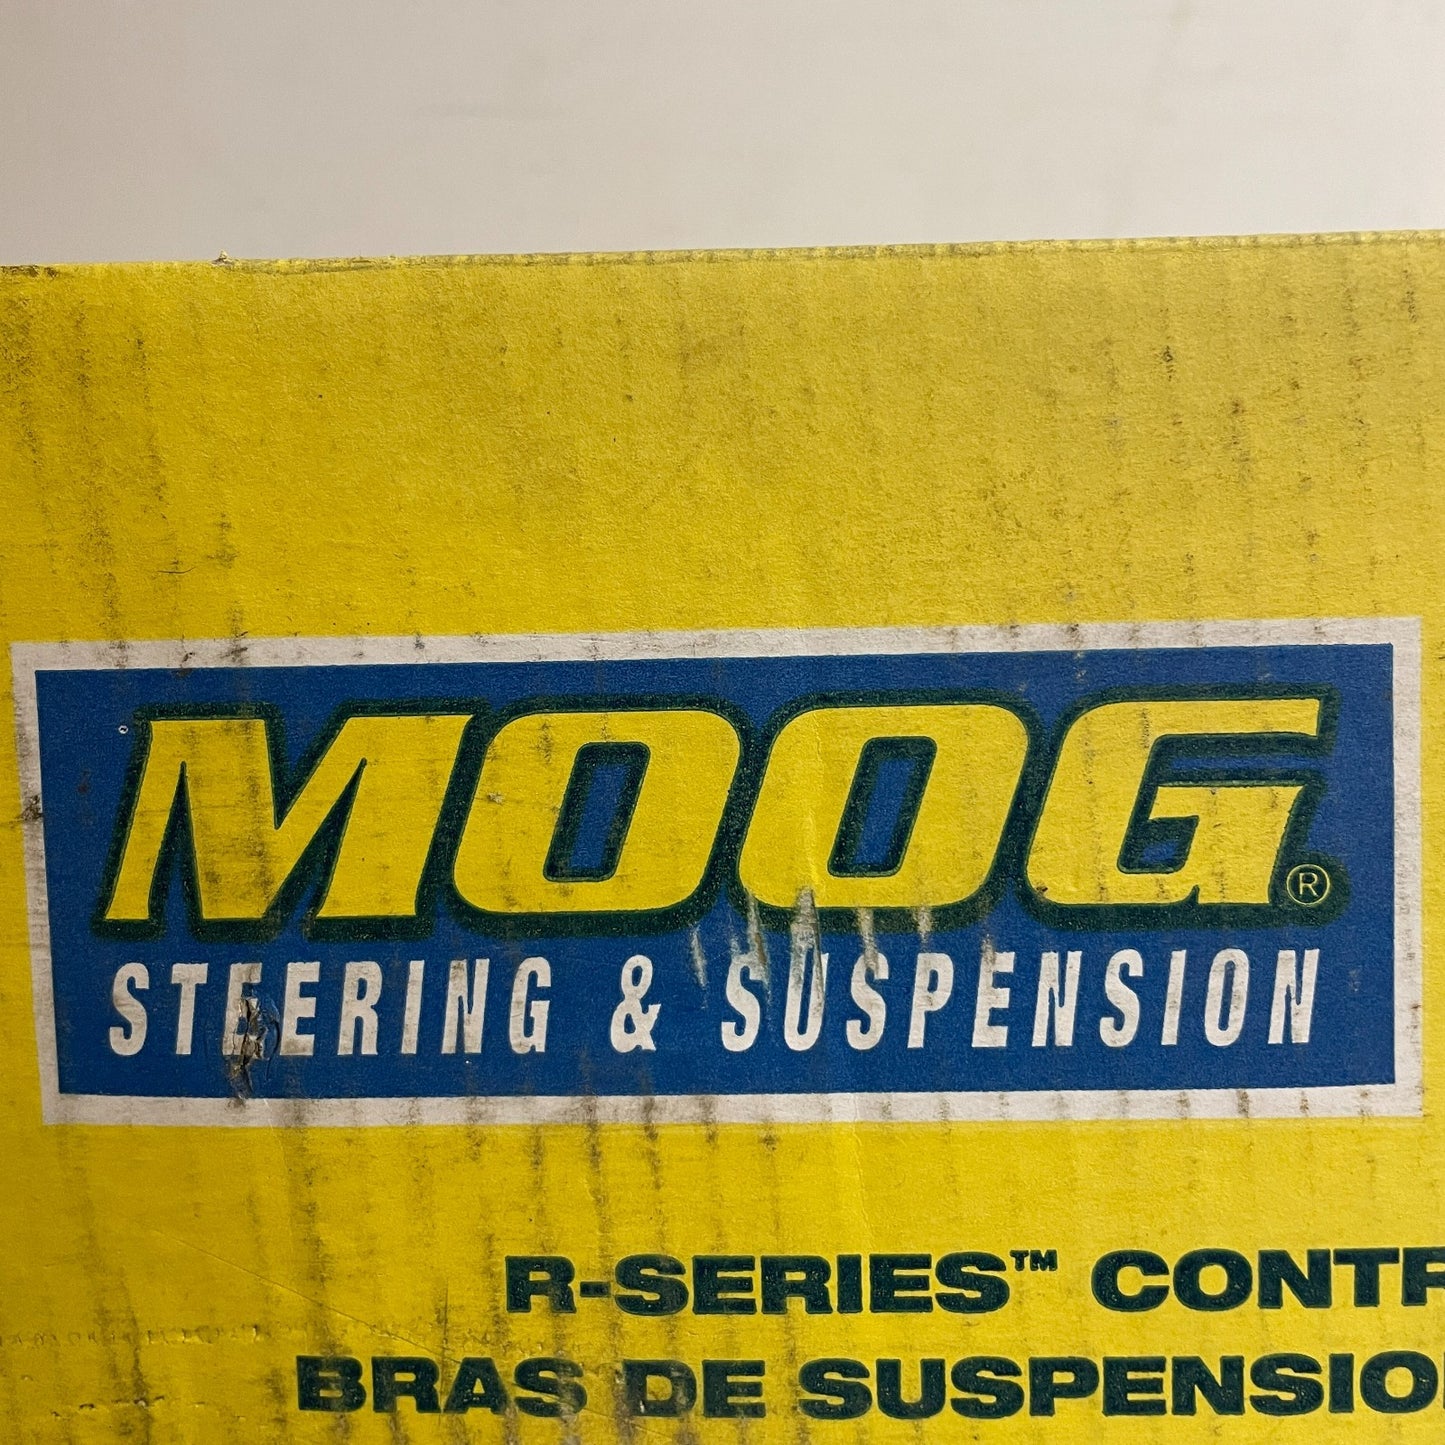 MOOG®
STEERING & SUSPENSION
R-SERIES™ CONTR
BRAS DE SUSPENSIO